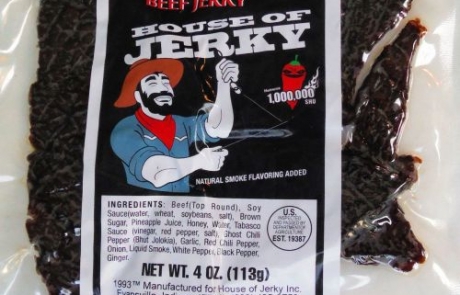 BEEF JERKY
HOUSE OF
JERKY
1,000,000
SHU
NATURAL SMOKE FLAVORING ADDED
INGREDIENTS: Beef(Top Round), Soy
Sauce(water, wheat, soybeans, salt), Brown
Sugar, Pineapple Juice, Honey, Water, Tabasco
Sauce (vinegar, red pepper, salt), Ghost Chili
Pepper (Bhut Jolokia), Garlic, Red Chili Pepper,
Onion, Liquid Smoke, White Pepper, Black Pepper,
Ginger.
U.S.
INSPECTED
AND PASSED BY
DEPARTMENT OF
AGRICULTURE
EST. 19387
NET WT. 4 OZ. (113g)
1993™ Manufactured for House of Jerky Inc.